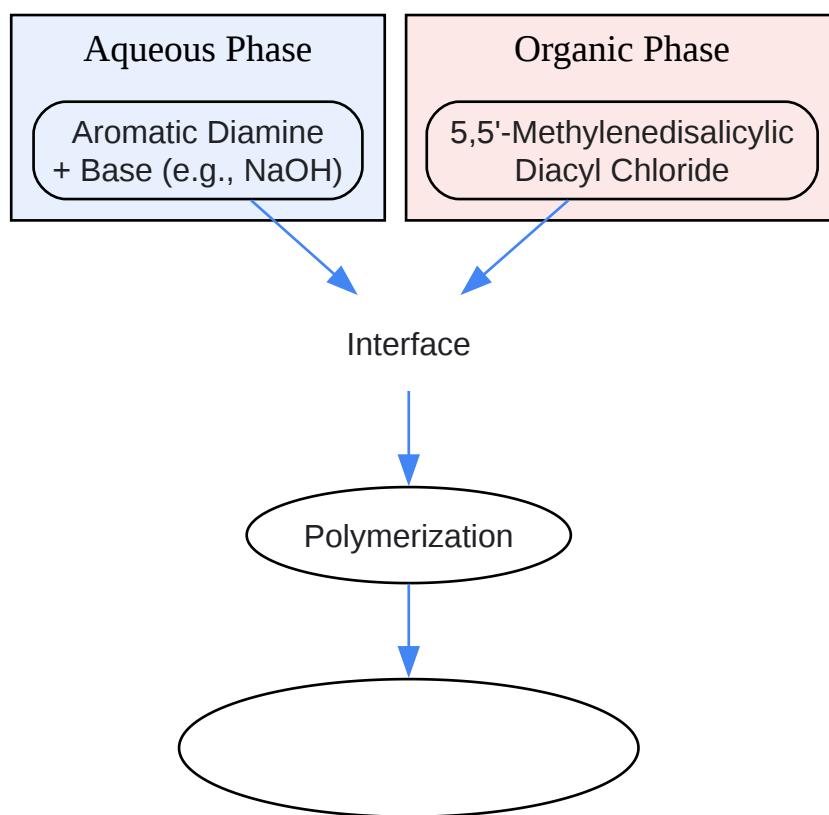 Aqueous Phase
Organic Phase
Aromatic Diamine
+ Base (e.g., NaOH)
5,5'-Methylenedisalicylic
Diacyl Chloride
Interface
Polymerization